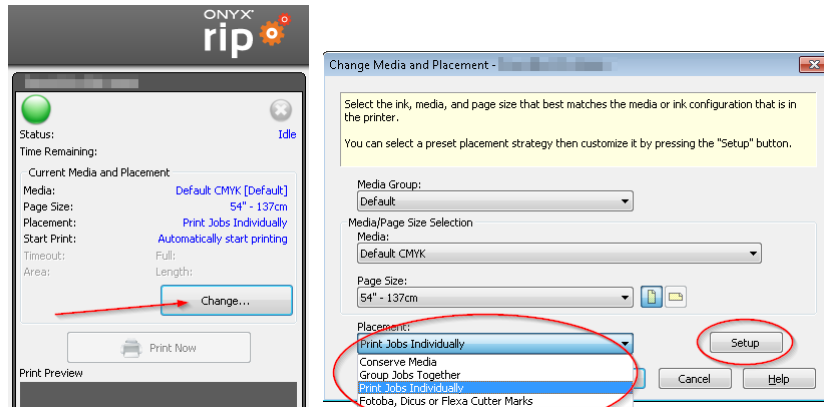 ONYX
rip
Status: Idle
Time Remaining:
Current Media and Placement
Media: Default CMYK [Default]
Page Size: 54" - 137cm
Placement: Print Jobs Individually
Start Print: Automatically start printing
Timeout: Full:
Area: Length:
Change...
Print Now
Print Preview
Change Media and Placement -
Select the ink, media, and page size that best matches the media or ink configuration that is in
the printer.
You can select a preset placement strategy then customize it by pressing the "Setup" button.
Media Group:
Default
Media/Page Size Selection
Media:
Default CMYK
Page Size:
54" - 137cm
Placement:
Print Jobs Individually
Setup
Conserve Media
Group Jobs Together
Print Jobs Individually
Fotoba, Dicus or Flexa Cutter Marks
Cancel Help